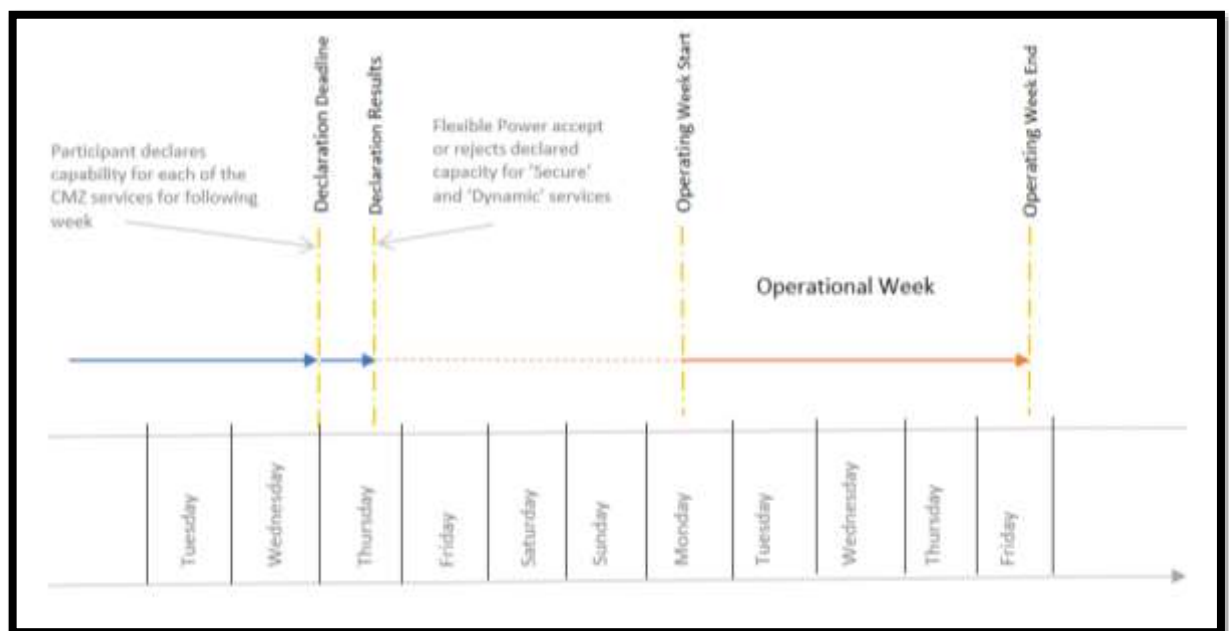 Participant declares
capability for each of the
CMZ services for following
week
Declaration Deadline
Declaration Results
Flexible Power accept
or rejects declared
capacity for 'Secure'
and 'Dynamic' services
Operating Week Start
Operating Week End
Operational Week
Tuesday
Wednesday
Thursday
Friday
Saturday
Sunday
Monday
Tuesday
Wednesday
Thursday
Friday